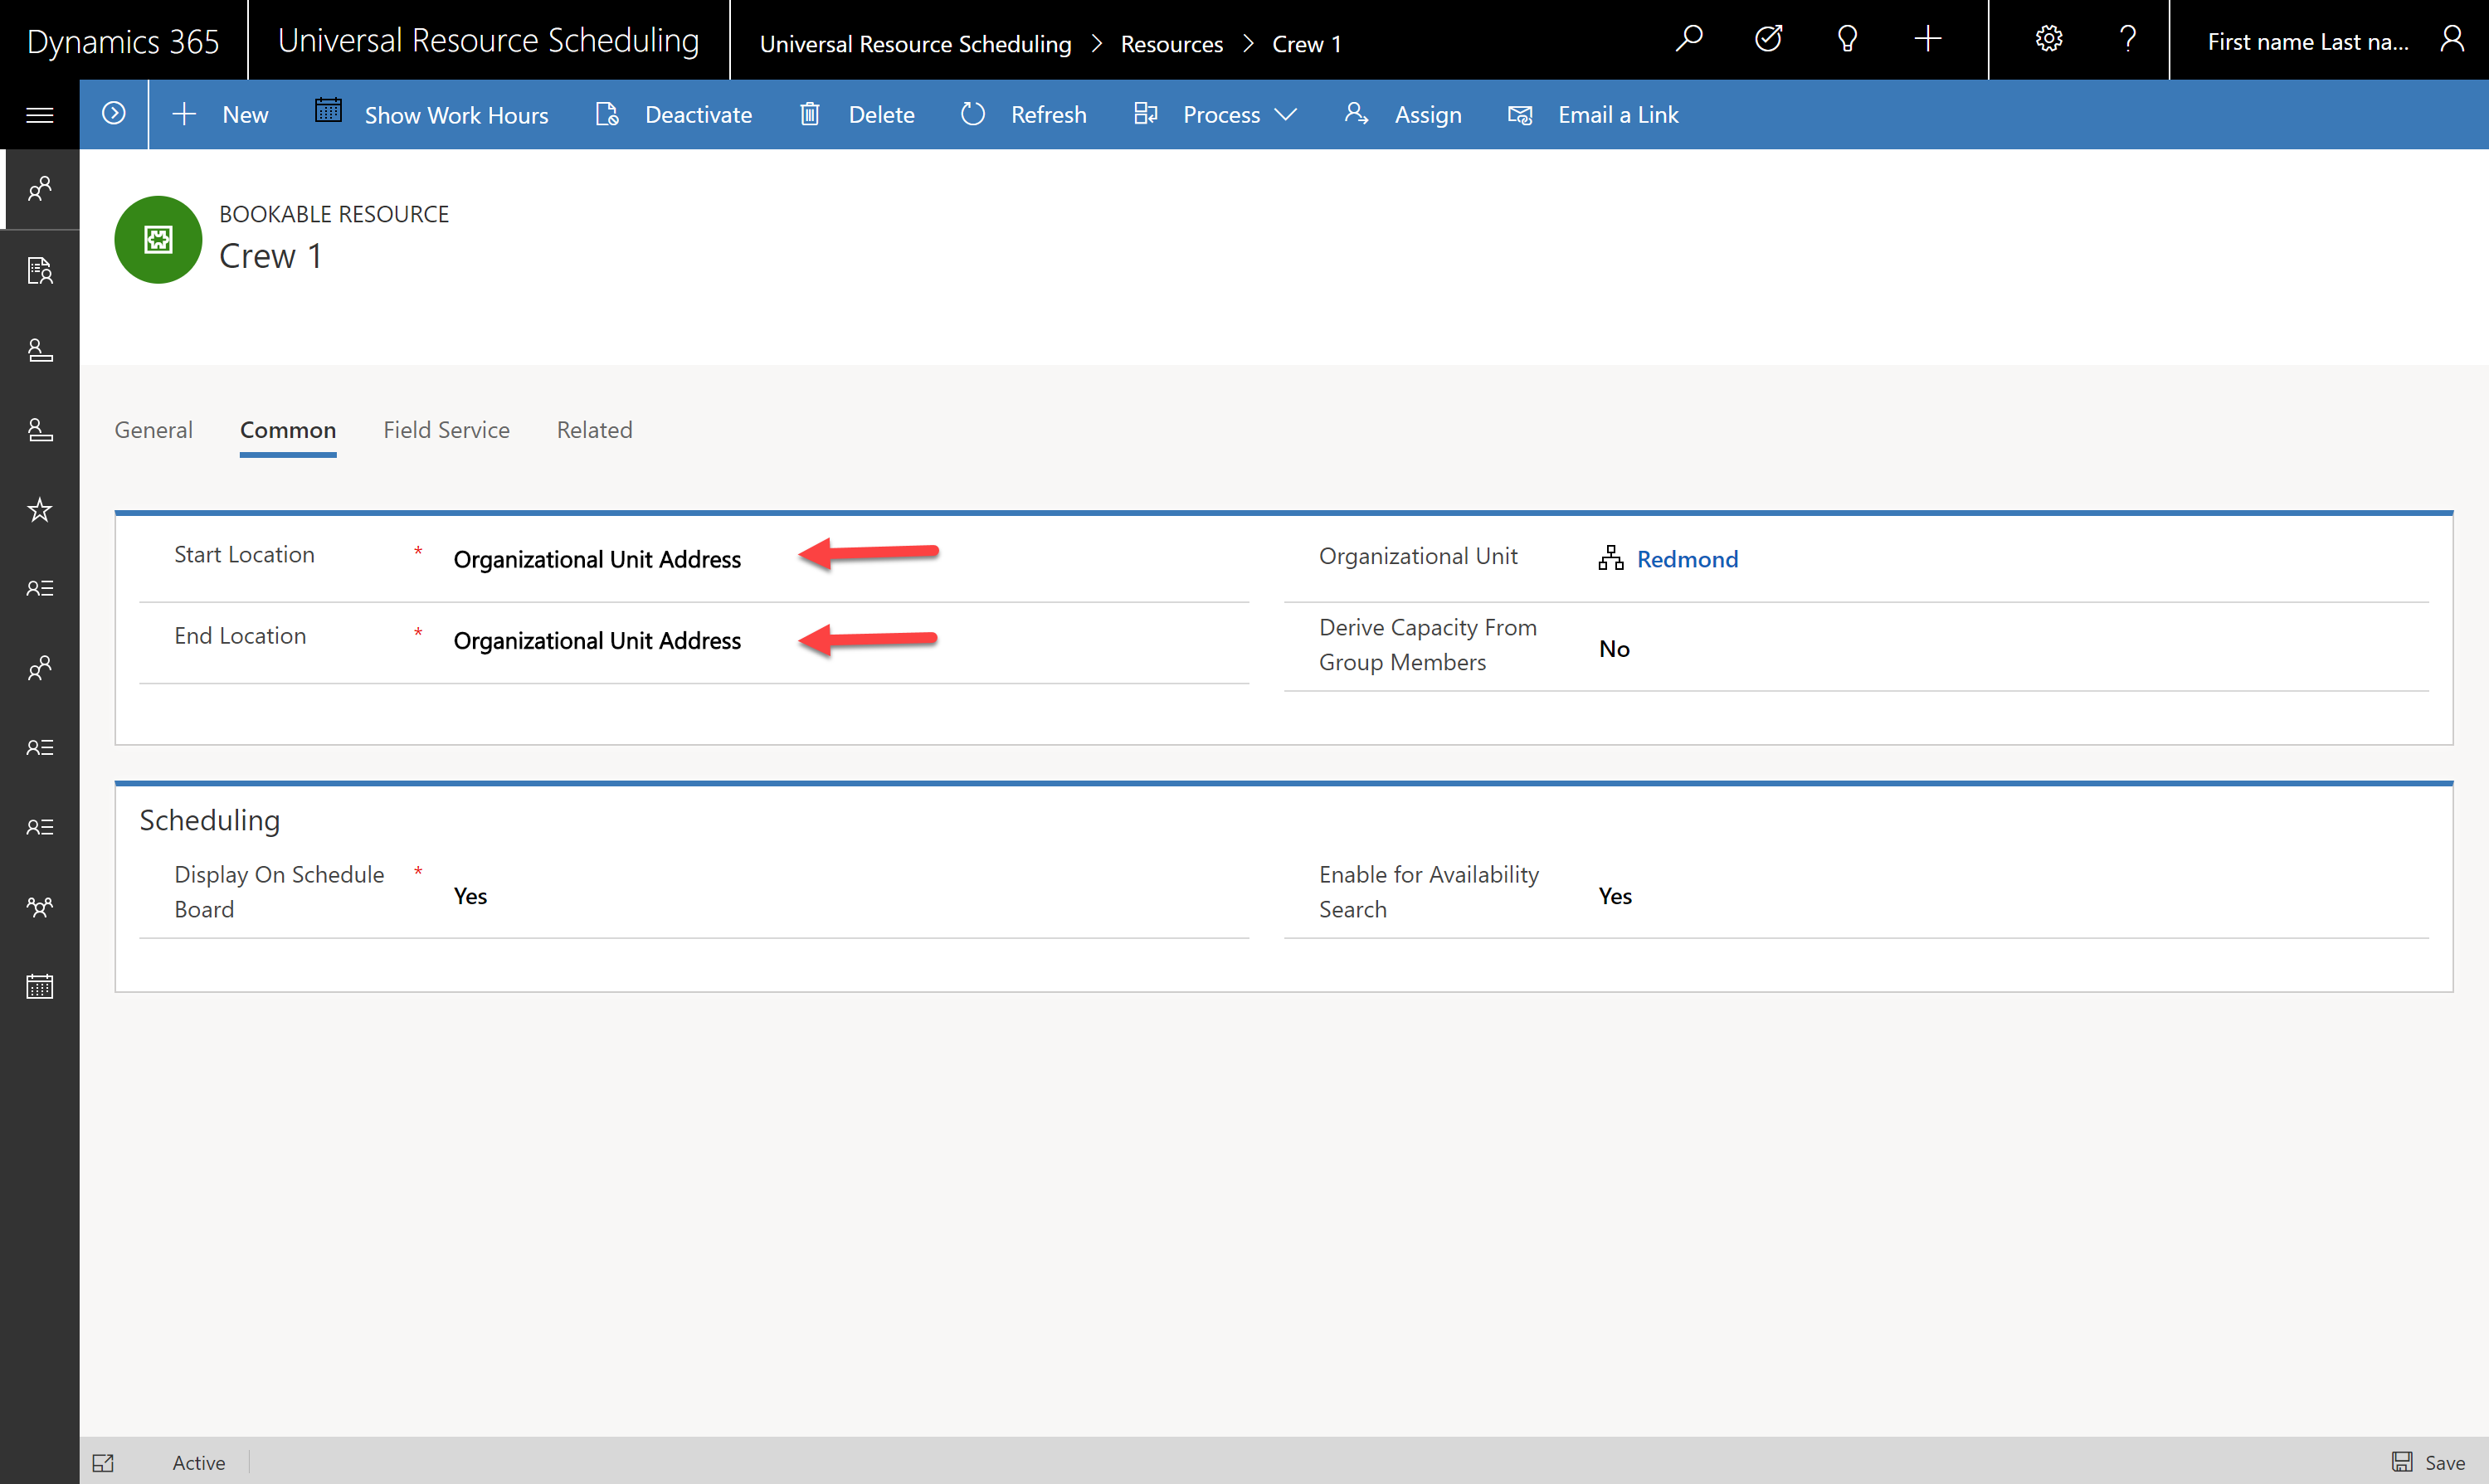 Dynamics 365
Universal Resource Scheduling
Universal Resource Scheduling > Resources > Crew 1
First name Last na...
New
Show Work Hours
Deactivate
Delete
Refresh
Process
Assign
Email a Link
BOOKABLE RESOURCE
Crew 1
General
Common
Field Service
Related
Start Location * Organizational Unit Address
End Location * Organizational Unit Address
Organizational Unit Redmond
Derive Capacity From
Group Members
No
Scheduling
Display On Schedule *
Board
Yes
Enable for Availability
Search
Yes
Active
Save